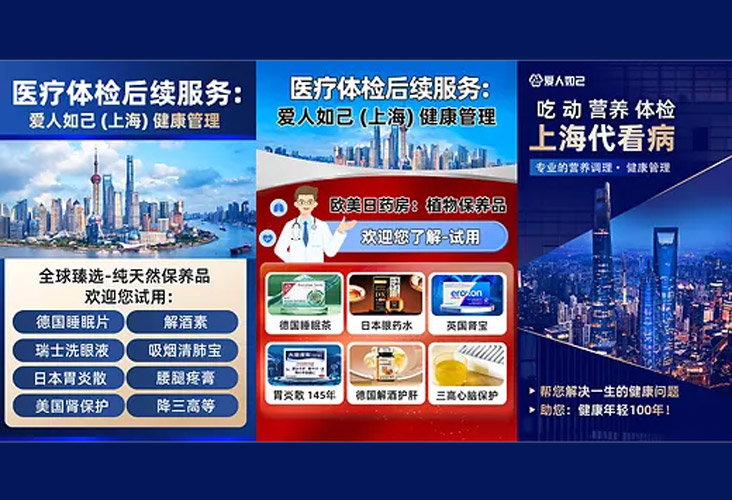 医疗体检后续服务:
爱人如己 (上海) 健康管理
全球臻选-纯天然保养品
欢迎您试用:
德国睡眠片
解酒素
瑞士洗眼液
吸烟清肺宝
日本胃炎散
腰腿疼膏
美国肾保护
降三高等
医疗体检后续服务:
爱人如己 (上海) 健康管理
欧美日药房: 植物保养品
欢迎您了解-试用
德国睡眠茶
日本眼药水
英国肾宝
胃炎散 145年
德国解酒护肝
三高心脑保护
爱人如己
吃 动 营养 体检
上海代看病
专业的营养调理·健康管理
帮您解决一生的健康问题
助您: 健康年轻100年!